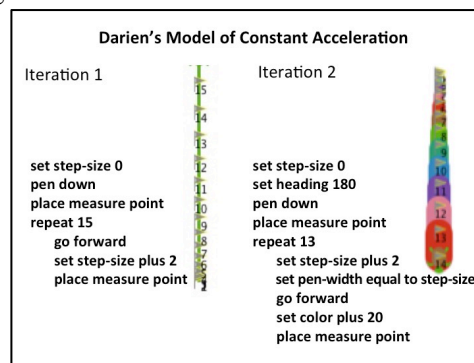 Darien's Model of Constant Acceleration
Iteration 1
set step-size 0
pen down
place measure point
repeat 15
go forward
set step-size plus 2
place measure point
15
14
13
12
11
10
9
8
7
6
Iteration 2
set step-size 0
set heading 180
pen down
place measure point
repeat 13
set step-size plus 2
set pen-width equal to step-size
go forward
set color plus 20
place measure point
8
9
10
11
12
13
14